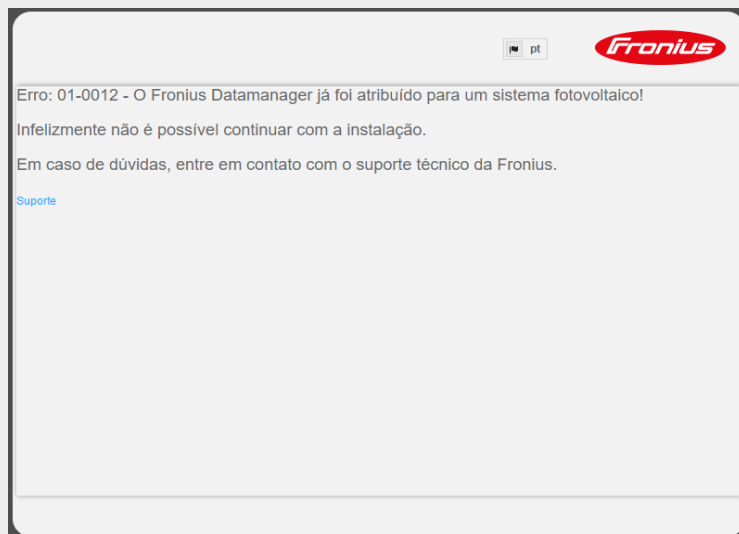 pt
Fronius
Erro: 01-0012 - O Fronius Datamanager já foi atribuído para um sistema fotovoltaico!
Infelizmente não é possível continuar com a instalação.
Em caso de dúvidas, entre em contato com o suporte técnico da Fronius.
Suporte